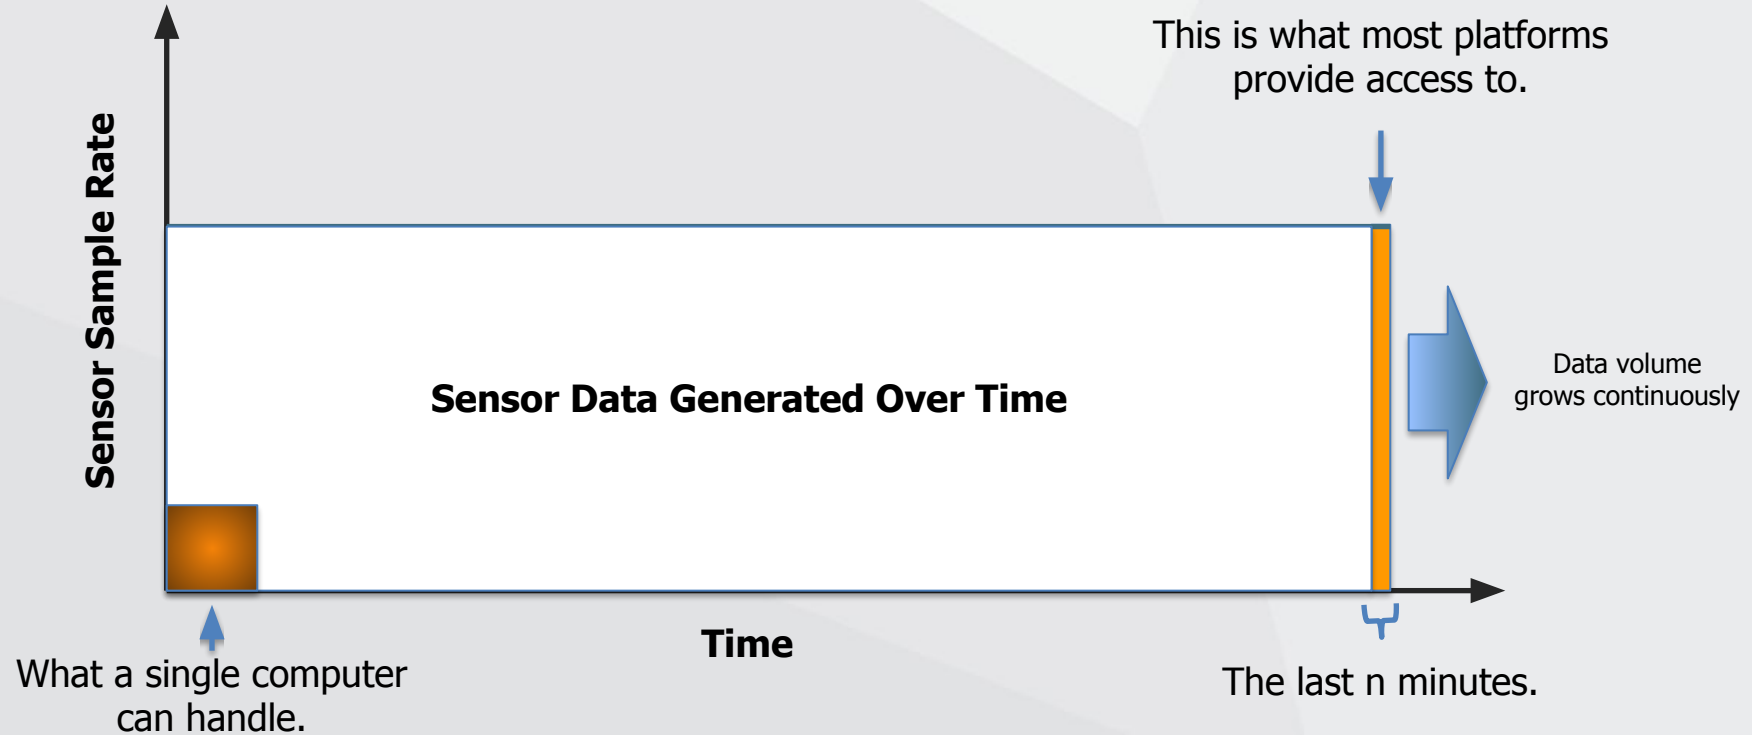 This is what most platforms
provide access to.
Sensor Sample Rate
Sensor Data Generated Over Time
Data volume
grows continuously
Time
What a single computer
can handle.
The last n minutes.